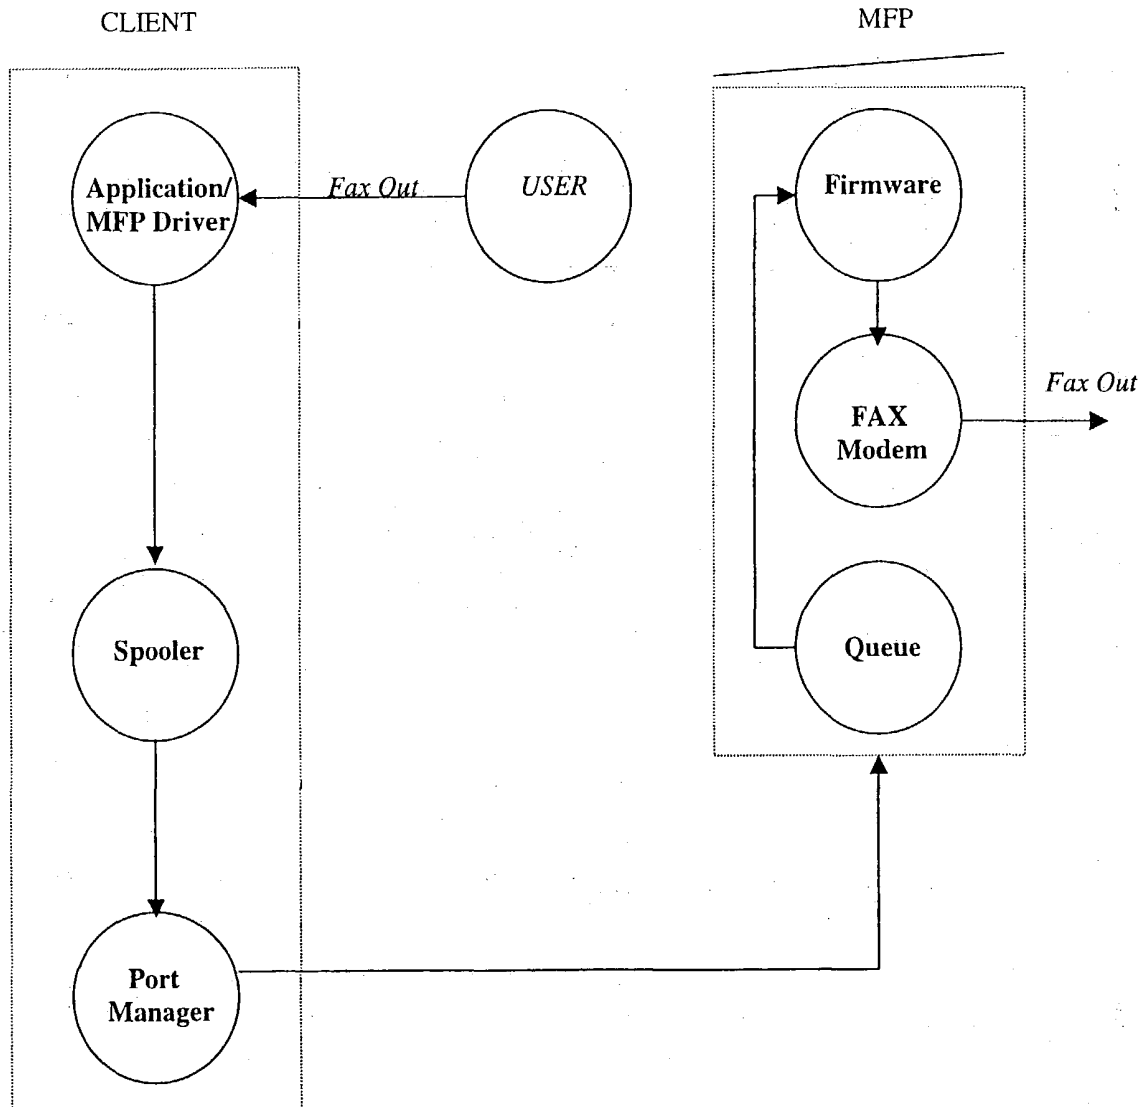 CLIENT
MFP
Application/
MFP Driver
Fax Out
USER
Firmware
FAX
Modem
Fax Out
Spooler
Queue
Port
Manager